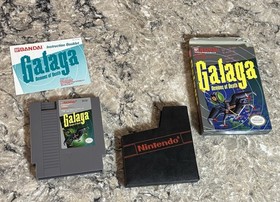 BANDAI Instruction Booklet
Galaga
Demons of Death
Galaga
Demons of Death
Galaga
Nintendo